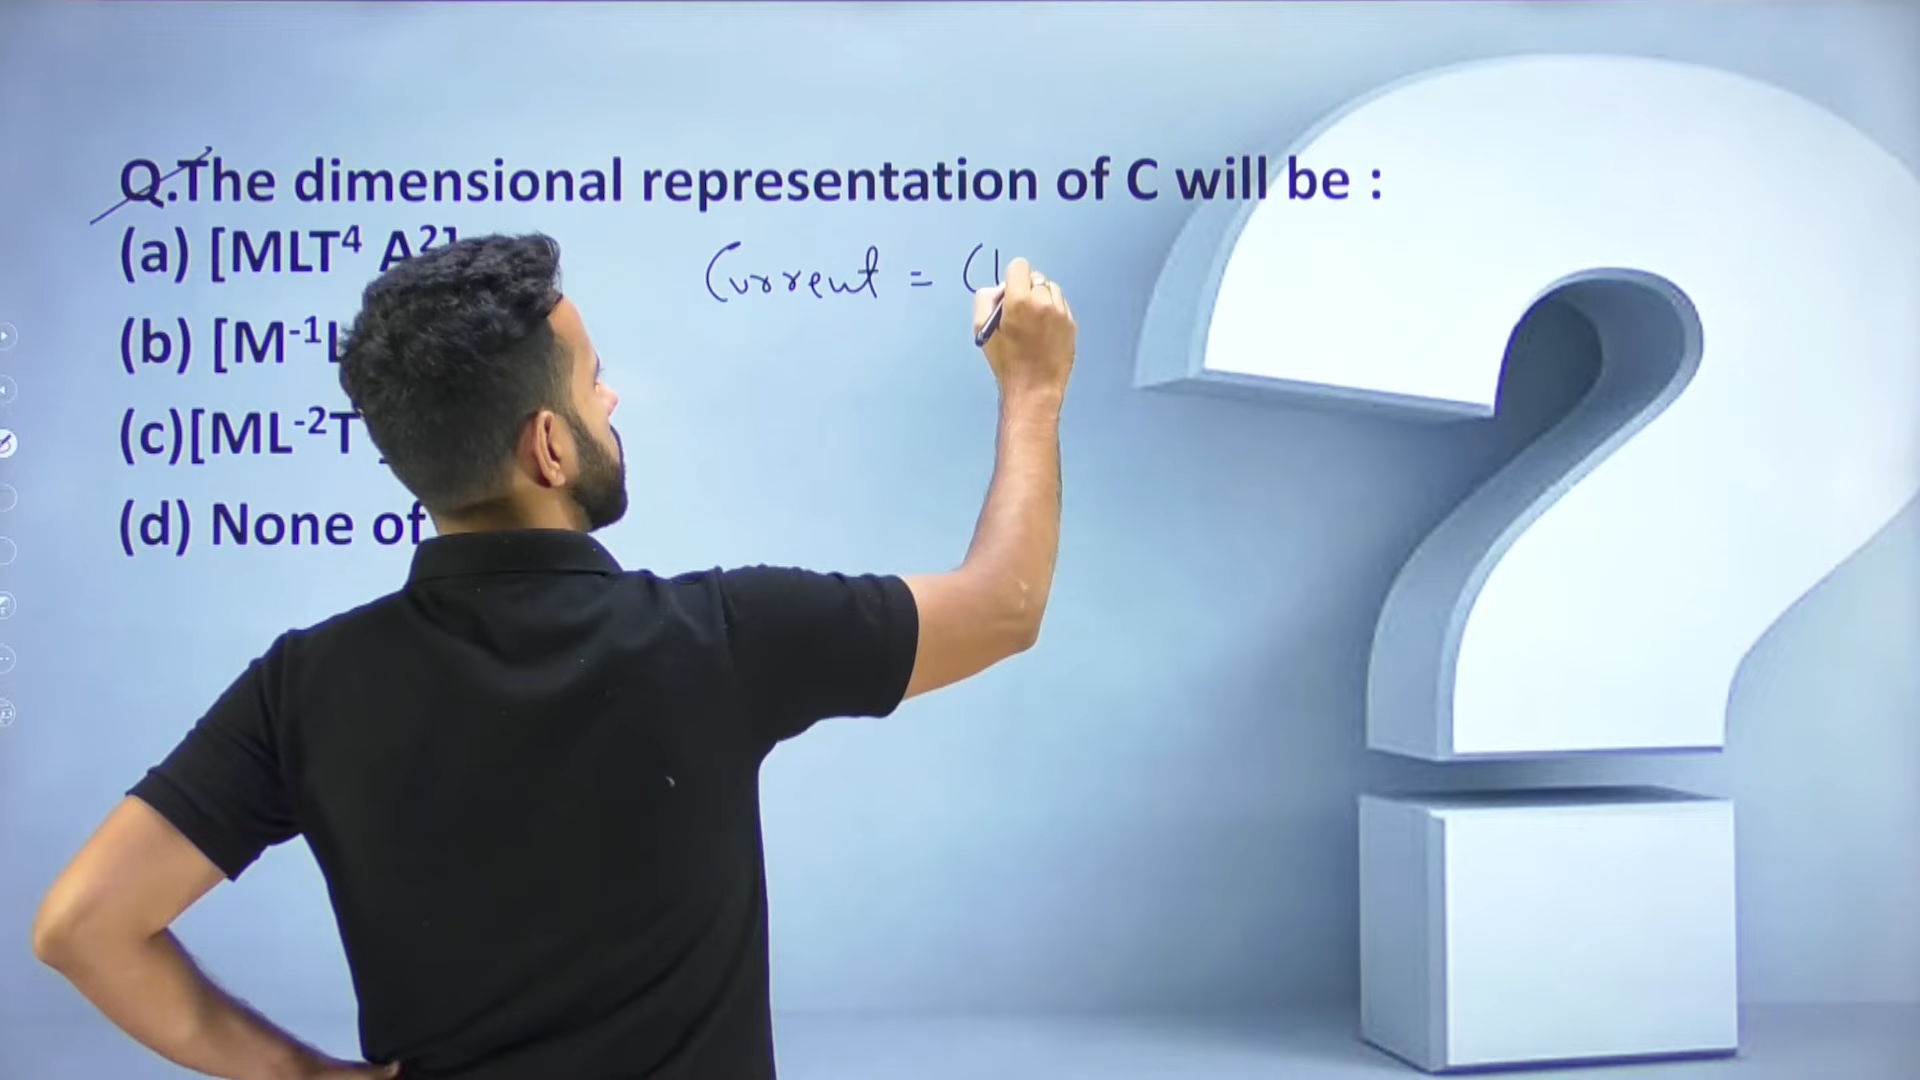 Q.The dimensional representation of C will be :
(a) [MLT⁴ A²]
Current = (
(b) [M⁻¹L
(c)[ML⁻²T
(d) None of